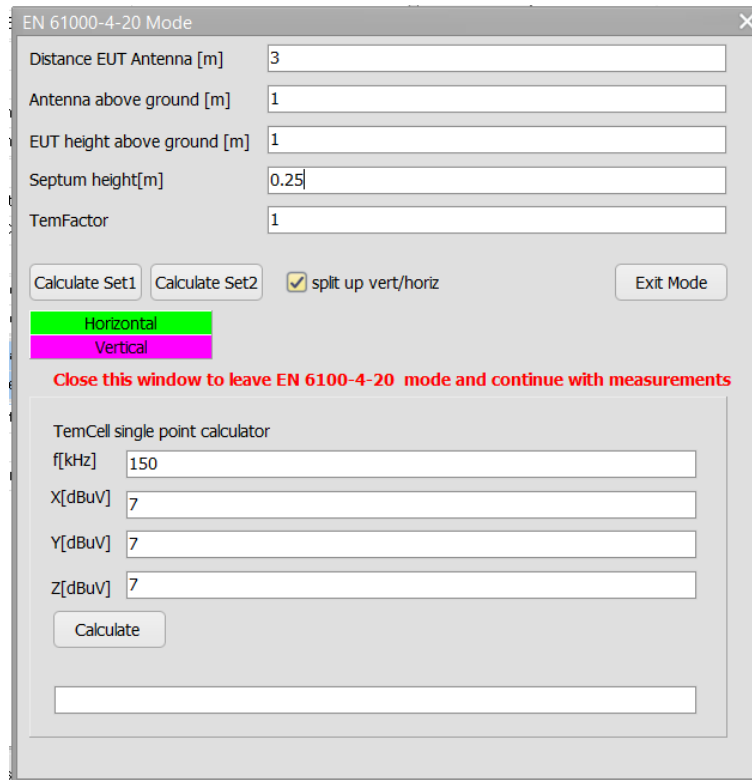 EN 61000-4-20 Mode
Distance EUT Antenna [m] 3
Antenna above ground [m] 1
EUT height above ground [m] 1
Septum height[m] 0.25
TemFactor 1
Calculate Set1 Calculate Set2 split up vert/horiz Exit Mode
Horizontal
Vertical
Close this window to leave EN 6100-4-20 mode and continue with measurements
TemCell single point calculator
f[kHz] 150
X[dBuV] 7
Y[dBuV] 7
Z[dBuV] 7
Calculate